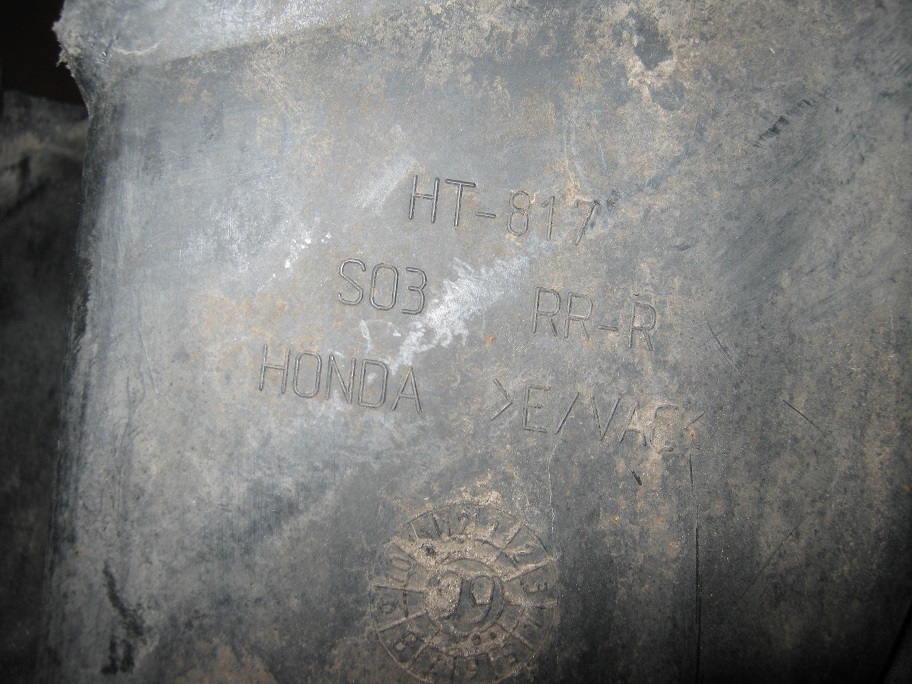 HT-817
S03 RR-R
HONDA >E/VAC<